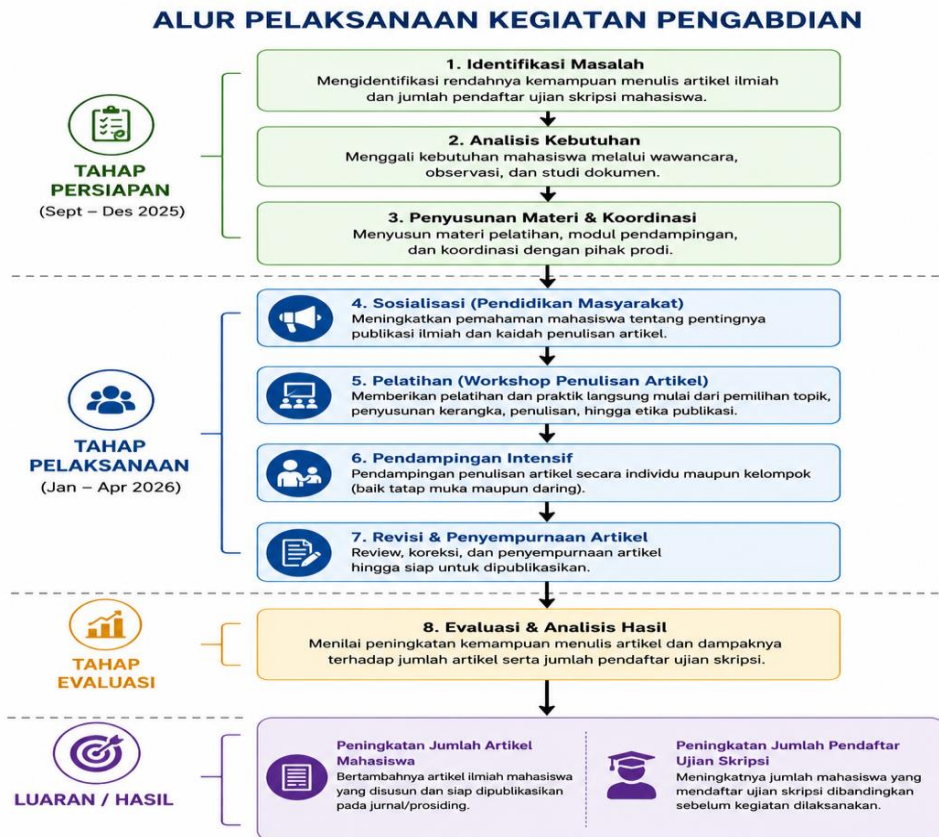 ALUR PELAKSANAAN KEGIATAN PENGABDIAN
TAHAP
PERSIAPAN
(Sept – Des 2025)
1. Identifikasi Masalah
Mengidentifikasi rendahnya kemampuan menulis artikel ilmiah
dan jumlah pendaftar ujian skripsi mahasiswa.
2. Analisis Kebutuhan
Menggali kebutuhan mahasiswa melalui wawancara,
observasi, dan studi dokumen.
3. Penyusunan Materi & Koordinasi
Menyusun materi pelatihan, modul pendampingan,
dan koordinasi dengan pihak prodi.
TAHAP
PELAKSANAAN
(Jan – Apr 2026)
4. Sosialisasi (Pendidikan Masyarakat)
Meningkatkan pemahaman mahasiswa tentang pentingnya
publikasi ilmiah dan kaidah penulisan artikel.
5. Pelatihan (Workshop Penulisan Artikel)
Memberikan pelatihan dan praktik langsung mulai dari pemilihan topik,
penyusunan kerangka, penulisan, hingga etika publikasi.
6. Pendampingan Intensif
Pendampingan penulisan artikel secara individu maupun kelompok
(baik tatap muka maupun daring).
7. Revisi & Penyempurnaan Artikel
Review, koreksi, dan penyempurnaan artikel
hingga siap untuk dipublikasikan.
TAHAP
EVALUASI
8. Evaluasi & Analisis Hasil
Menilai peningkatan kemampuan menulis artikel dan dampaknya
terhadap jumlah artikel serta jumlah pendaftar ujian skripsi.
LUARAN / HASIL
Peningkatan Jumlah Artikel
Mahasiswa
Bertambahnya artikel ilmiah mahasiswa
yang disusun dan siap dipublikasikan
pada jurnal/prosiding.
Peningkatan Jumlah Pendaftar
Ujian Skripsi
Meningkatnya jumlah mahasiswa yang
mendaftar ujian skripsi dibandingkan
sebelum kegiatan dilaksanakan.